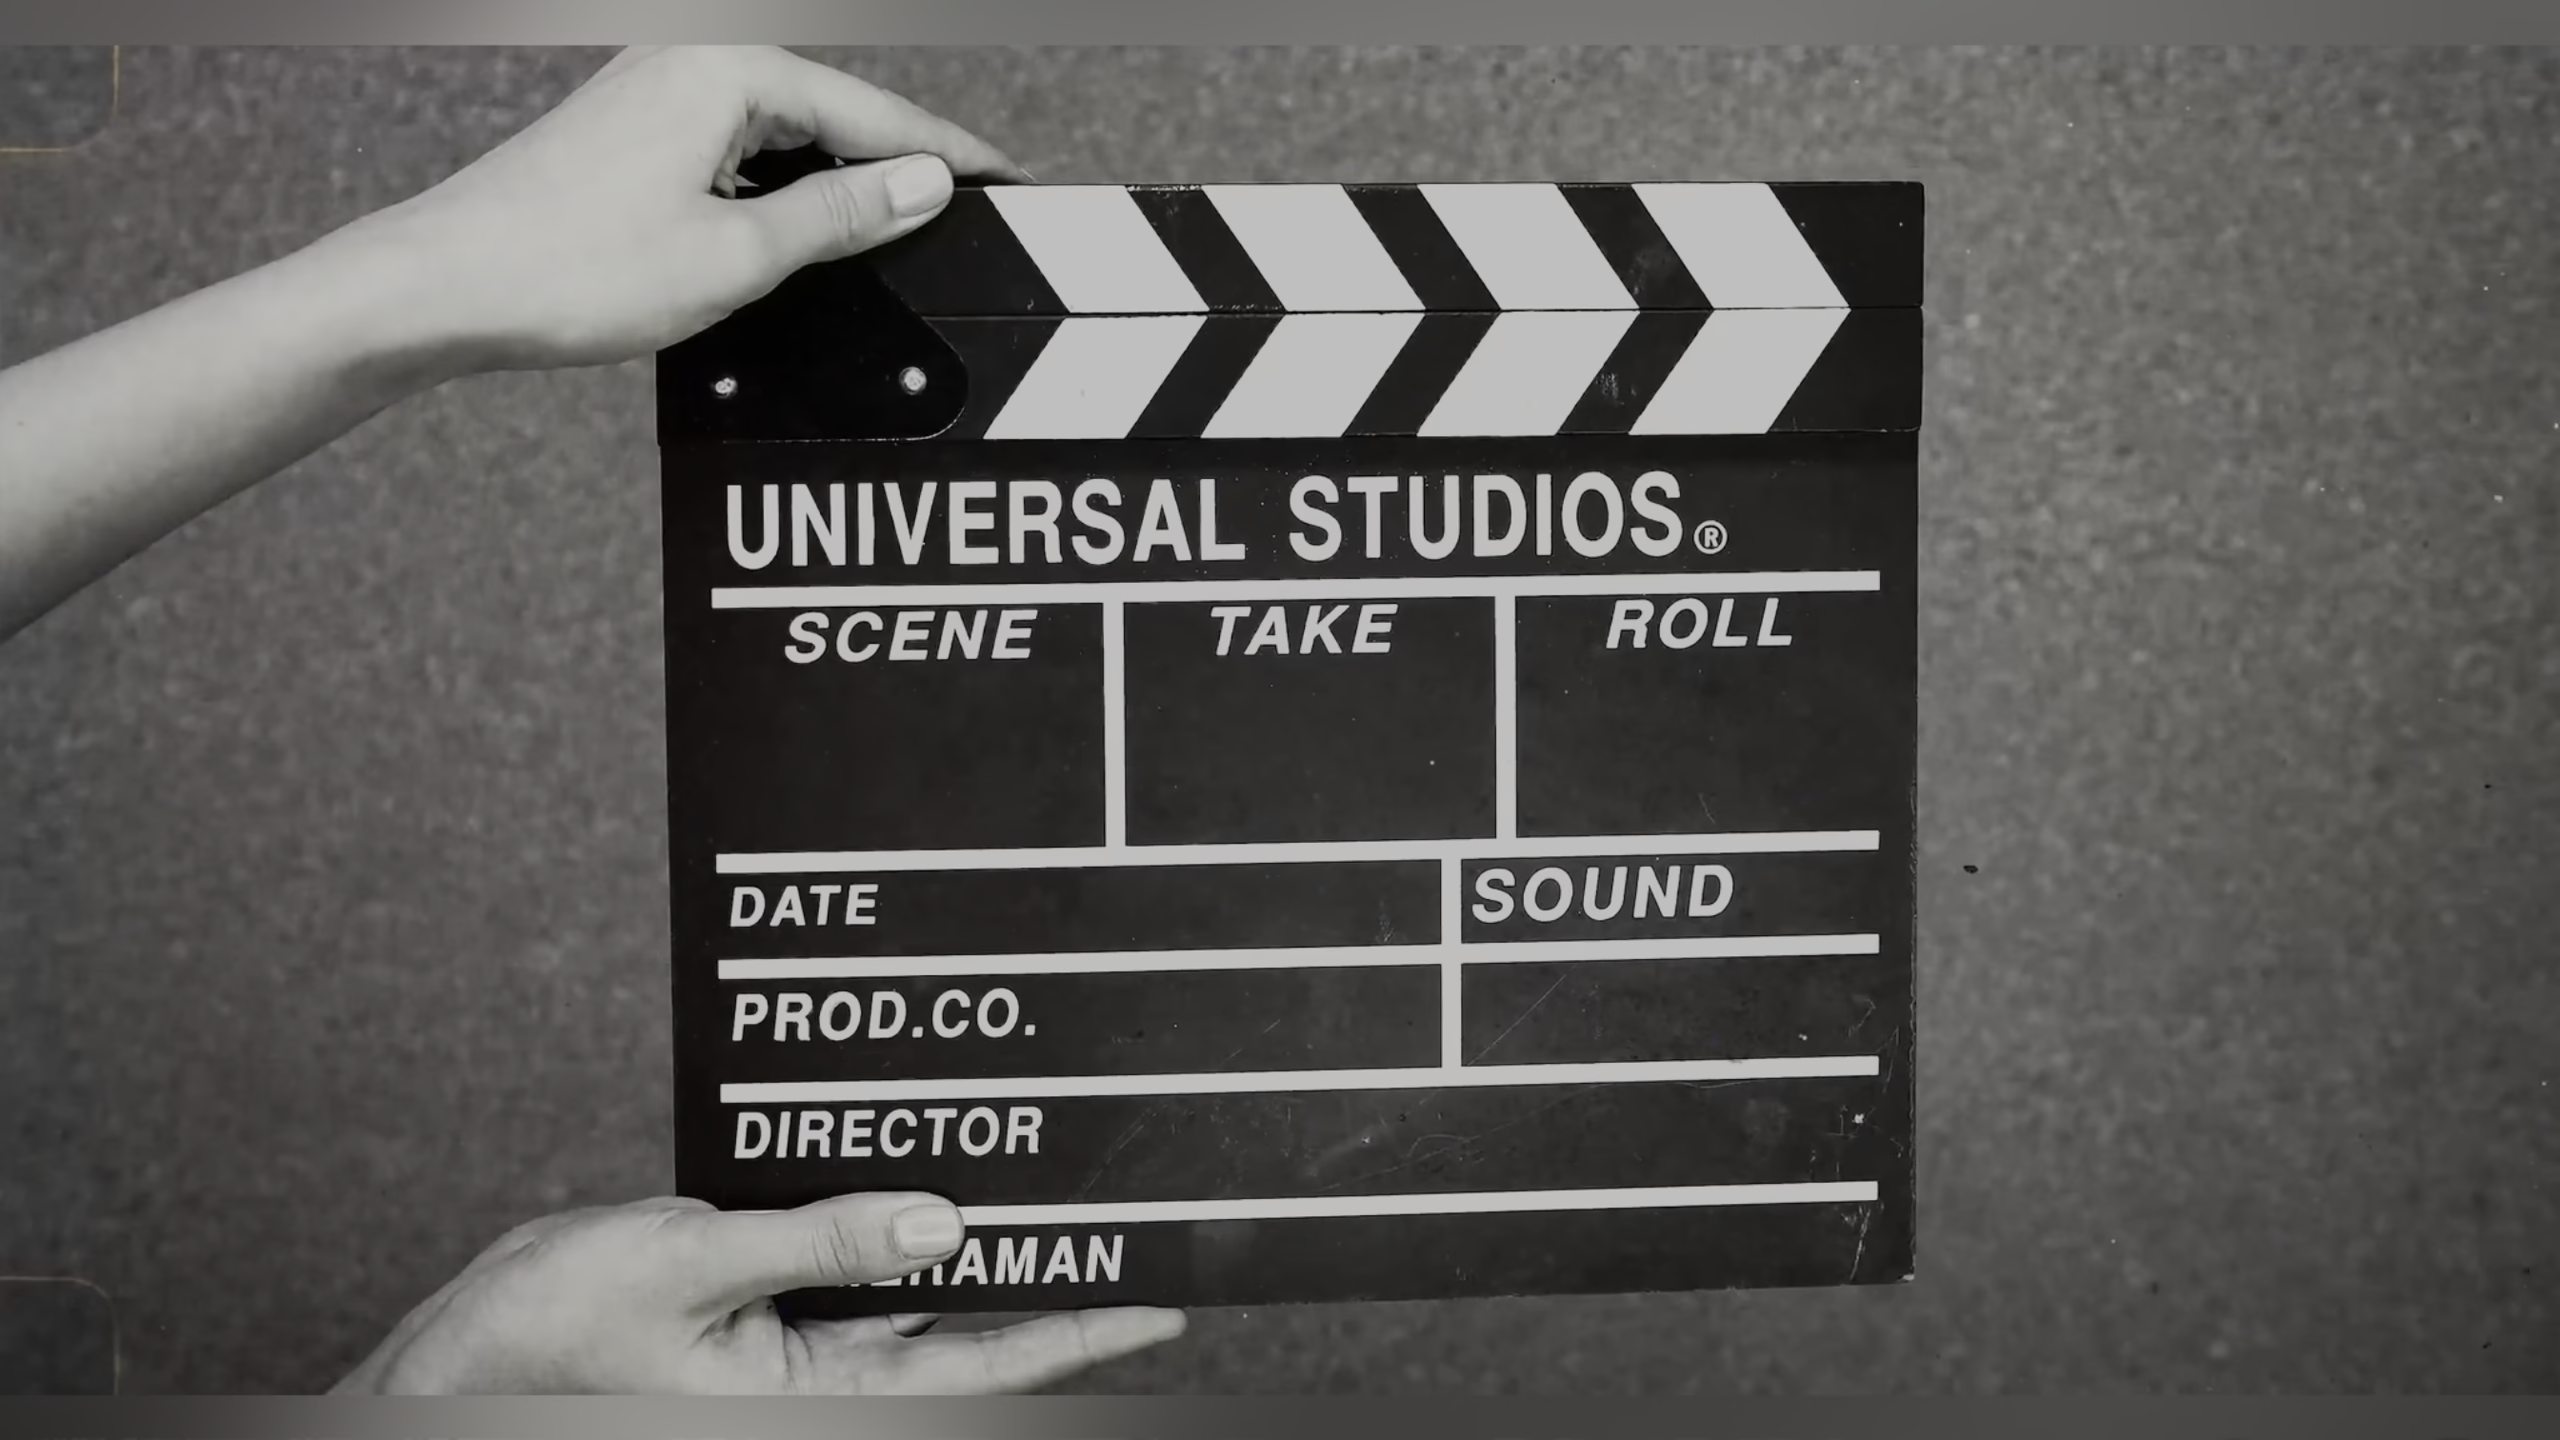 UNIVERSAL STUDIOS®
SCENE TAKE ROLL
DATE SOUND
PROD.CO.
DIRECTOR